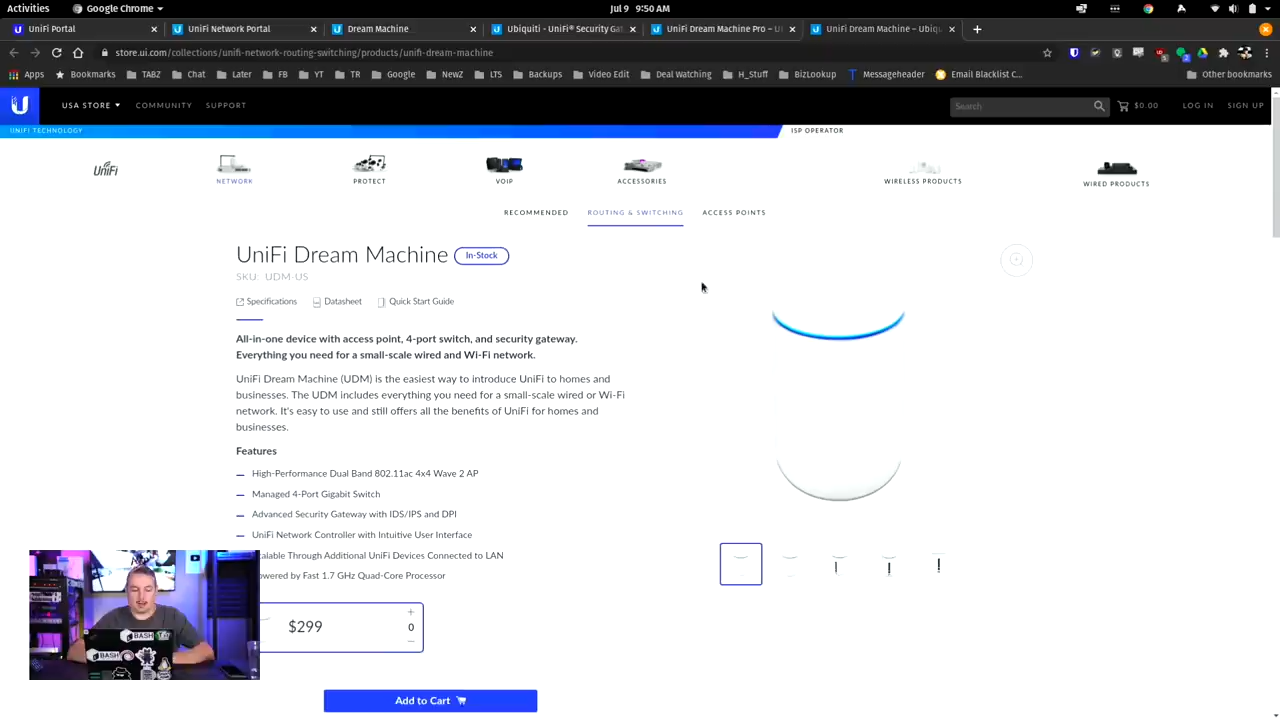 Activities
Google Chrome
Jul 9 9:50 AM
UniFi Portal
UniFi Network Portal
Dream Machine
Ubiquiti - UniFi® Security Ga
UniFi Dream Machine Pro – U
UniFi Dream Machine – Ubiq
store.ui.com/collections/unifi-network-routing-switching/products/unifi-dream-machine
Apps
Bookmarks
TABZ
Chat
Later
FB
YT
TR
Google
NewZ
LTS
Backups
Video Edit
Deal Watching
H_Stuff
BizLookup
Messageheader
Email Blacklist C...
Other bookmarks
USA STORE
COMMUNITY
SUPPORT
Search
$0.00
LOG IN
SIGN UP
UNIFI TECHNOLOGY
ISP OPERATOR
UniFi
NETWORK
PROTECT
VOIP
ACCESSORIES
WIRELESS PRODUCTS
WIRED PRODUCTS
RECOMMENDED
ROUTING & SWITCHING
ACCESS POINTS
UniFi Dream Machine
In-Stock
SKU: UDM-US
Specifications
Datasheet
Quick Start Guide
All-in-one device with access point, 4-port switch, and security gateway.
Everything you need for a small-scale wired and Wi-Fi network.
UniFi Dream Machine (UDM) is the easiest way to introduce UniFi to homes and
businesses. The UDM includes everything you need for a small-scale wired or Wi-Fi
network. It's easy to use and still offers all the benefits of UniFi for homes and
businesses.
Features
High-Performance Dual Band 802.11ac 4x4 Wave 2 AP
Managed 4-Port Gigabit Switch
Advanced Security Gateway with IDS/IPS and DPI
UniFi Network Controller with Intuitive User Interface
calable Through Additional UniFi Devices Connected to LAN
owered by Fast 1.7 GHz Quad-Core Processor
$299
+
0
–
Add to Cart
BASH
BASH